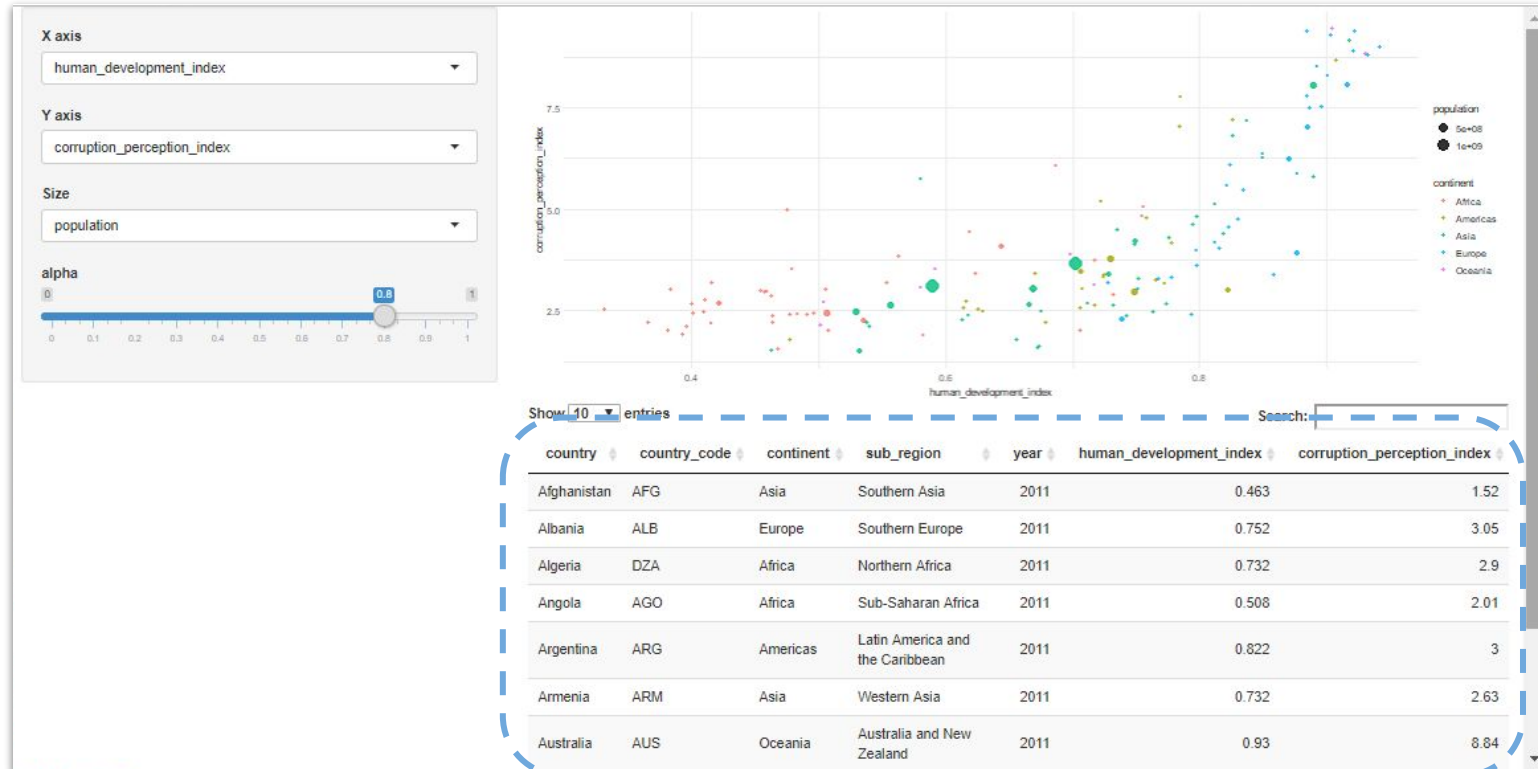 X axis
human_development_index
Y axis
corruption_perception_index
Size
population
alpha
0 0.8 1
0 0.1 0.2 0.3 0.4 0.5 0.6 0.7 0.8 0.9 1
corruption_perception_index
7.5
5.0
2.5
0.4 0.6 0.8
human_development_index
population
5e+08
1e+09
continent
Africa
Americas
Asia
Europe
Oceania
Show 10 entries Search:
country country_code continent sub_region year human_development_index corruption_perception_index
Afghanistan AFG Asia Southern Asia 2011 0.463 1.52
Albania ALB Europe Southern Europe 2011 0.752 3.05
Algeria DZA Africa Northern Africa 2011 0.732 2.9
Angola AGO Africa Sub-Saharan Africa 2011 0.508 2.01
Argentina ARG Americas Latin America and the Caribbean 2011 0.822 3
Armenia ARM Asia Western Asia 2011 0.732 2.63
Australia AUS Oceania Australia and New Zealand 2011 0.93 8.84